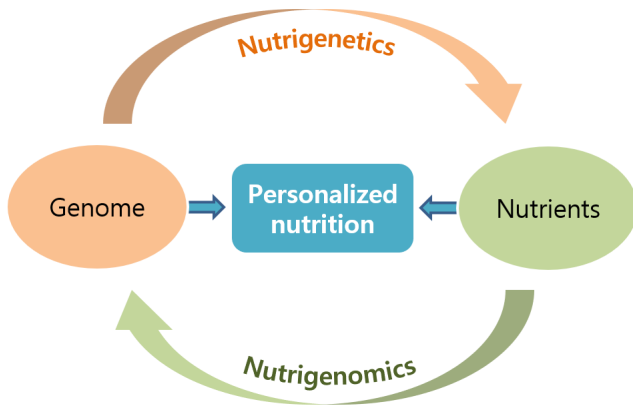 Nutrigenetics
Genome
Personalized
nutrition
Nutrients
Nutrigenomics